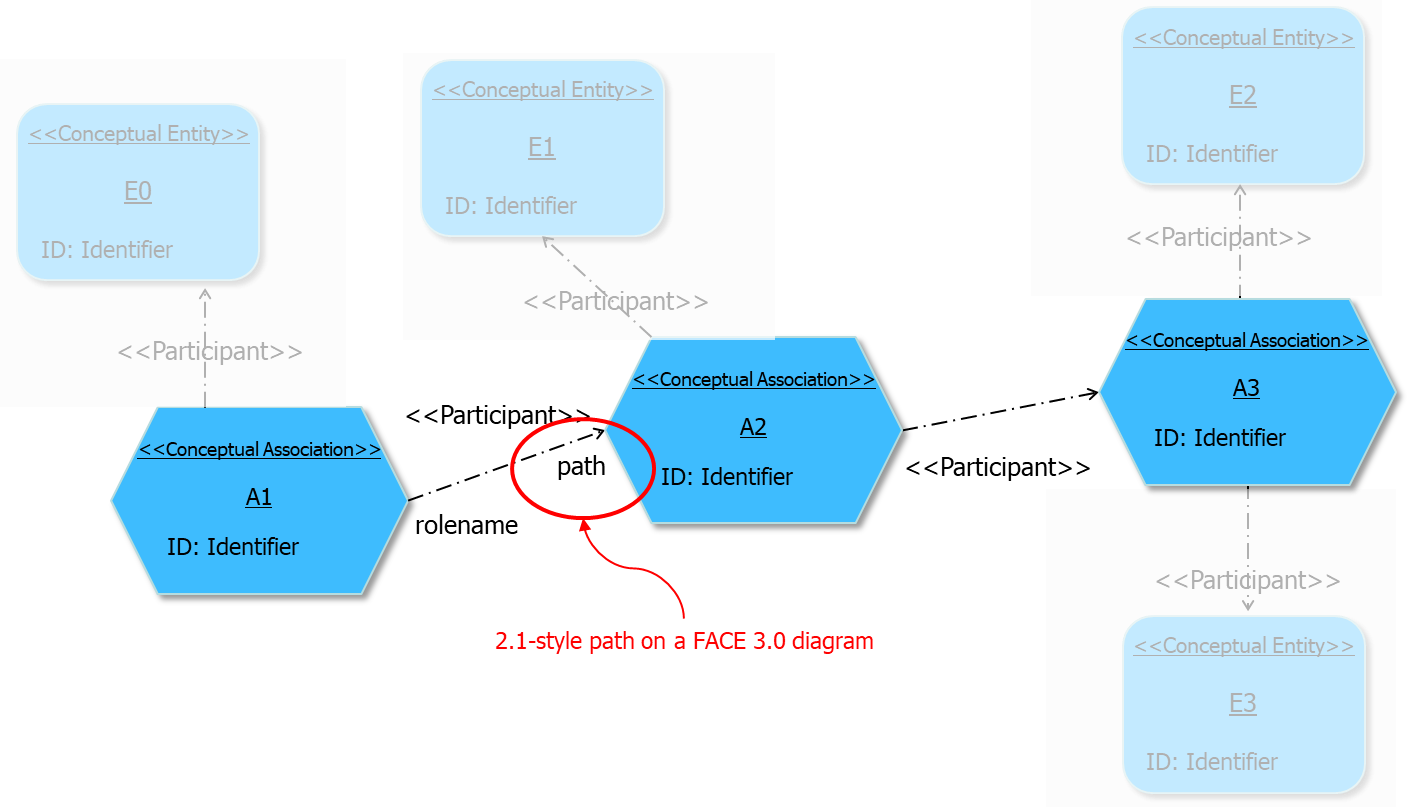 <<Conceptual Entity>>
E0
ID: Identifier
<<Participant>>
<<Conceptual Association>>
A1
ID: Identifier
<<Conceptual Entity>>
E1
ID: Identifier
<<Participant>>
<<Participant>>
path
rolename
<<Conceptual Association>>
A2
ID: Identifier
<<Participant>>
<<Conceptual Entity>>
E2
ID: Identifier
<<Participant>>
<<Conceptual Association>>
A3
ID: Identifier
<<Participant>>
<<Conceptual Entity>>
E3
ID: Identifier
2.1-style path on a FACE 3.0 diagram